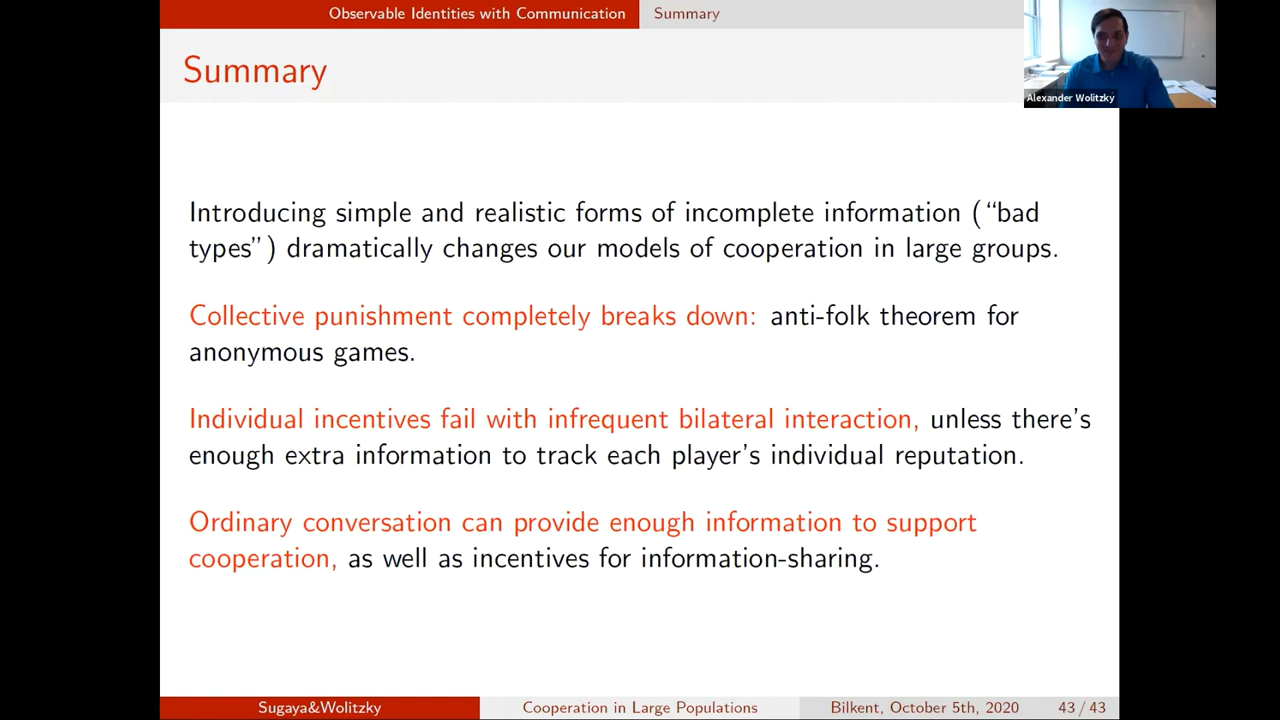 Observable Identities with Communication Summary
Summary
Alexander Wolitzky
Introducing simple and realistic forms of incomplete information (“bad
types”) dramatically changes our models of cooperation in large groups.
Collective punishment completely breaks down: anti-folk theorem for
anonymous games.
Individual incentives fail with infrequent bilateral interaction, unless there’s
enough extra information to track each player’s individual reputation.
Ordinary conversation can provide enough information to support
cooperation, as well as incentives for information-sharing.
Sugaya&Wolitzky Cooperation in Large Populations Bilkent, October 5th, 2020 43 / 43